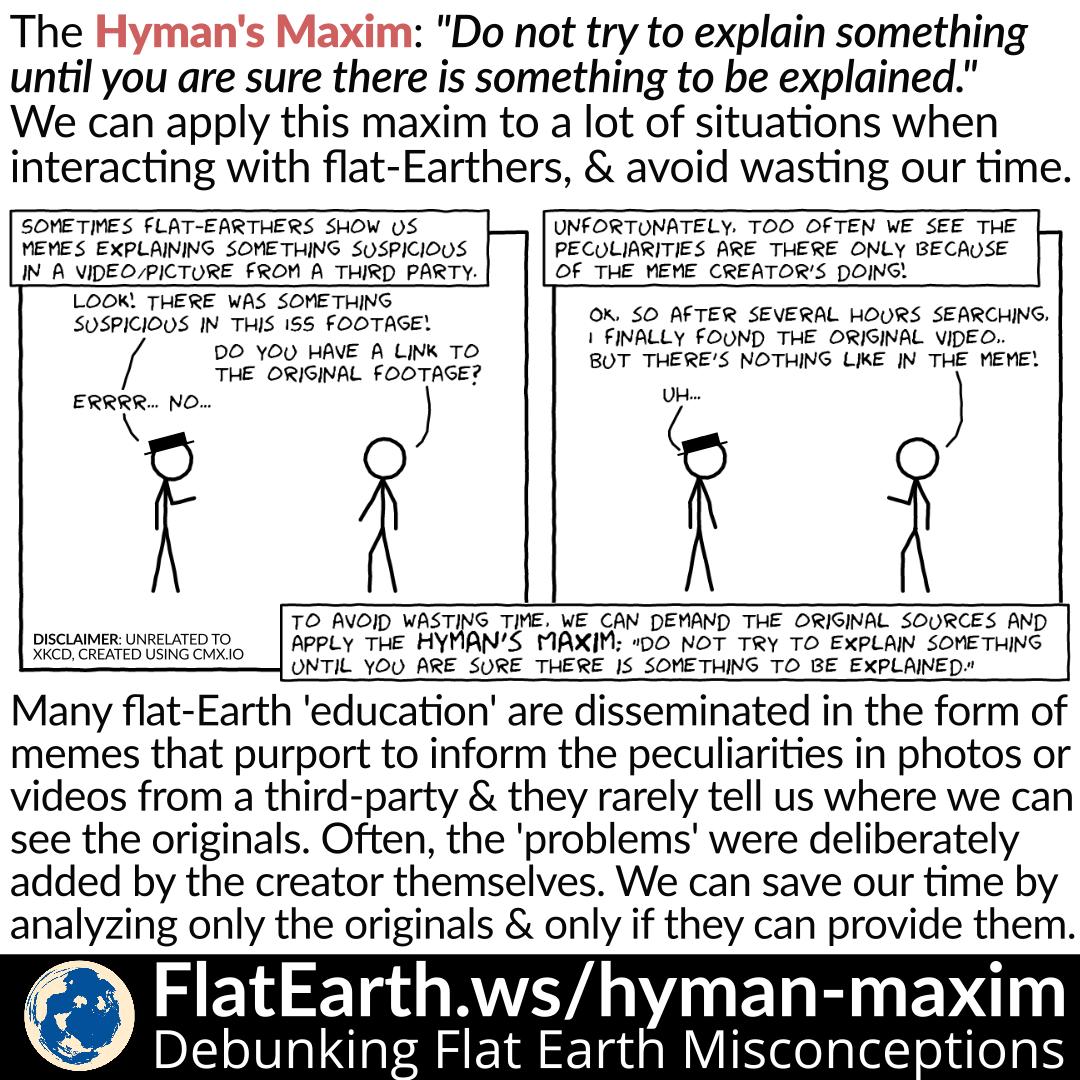 The Hyman's Maxim: "Do not try to explain something
until you are sure there is something to be explained."
We can apply this maxim to a lot of situations when
interacting with flat-Earthers, & avoid wasting our time.
SOMETIMES FLAT-EARTHERS SHOW US
MEMES EXPLAINING SOMETHING SUSPICIOUS
IN A VIDEO/PICTURE FROM A THIRD PARTY.
LOOK! THERE WAS SOMETHING
SUSPICIOUS IN THIS ISS FOOTAGE!
DO YOU HAVE A LINK TO
THE ORIGINAL FOOTAGE?
ERRRR... NO...
DISCLAIMER: UNRELATED TO
XKCD, CREATED USING CMX.IO
UNFORTUNATELY, TOO OFTEN WE SEE THE
PECULIARITIES ARE THERE ONLY BECAUSE
OF THE MEME CREATOR'S DOING!
OK, SO AFTER SEVERAL HOURS SEARCHING,
I FINALLY FOUND THE ORIGINAL VIDEO..
BUT THERE'S NOTHING LIKE IN THE MEME!
UH...
TO AVOID WASTING TIME, WE CAN DEMAND THE ORIGINAL SOURCES AND
APPLY THE HYMAN'S MAXIM: "DO NOT TRY TO EXPLAIN SOMETHING
UNTIL YOU ARE SURE THERE IS SOMETHING TO BE EXPLAINED."
Many flat-Earth 'education' are disseminated in the form of
memes that purport to inform the peculiarities in photos or
videos from a third-party & they rarely tell us where we can
see the originals. Often, the 'problems' were deliberately
added by the creator themselves. We can save our time by
analyzing only the originals & only if they can provide them.
FlatEarth.ws/hyman-maxim
Debunking Flat Earth Misconceptions